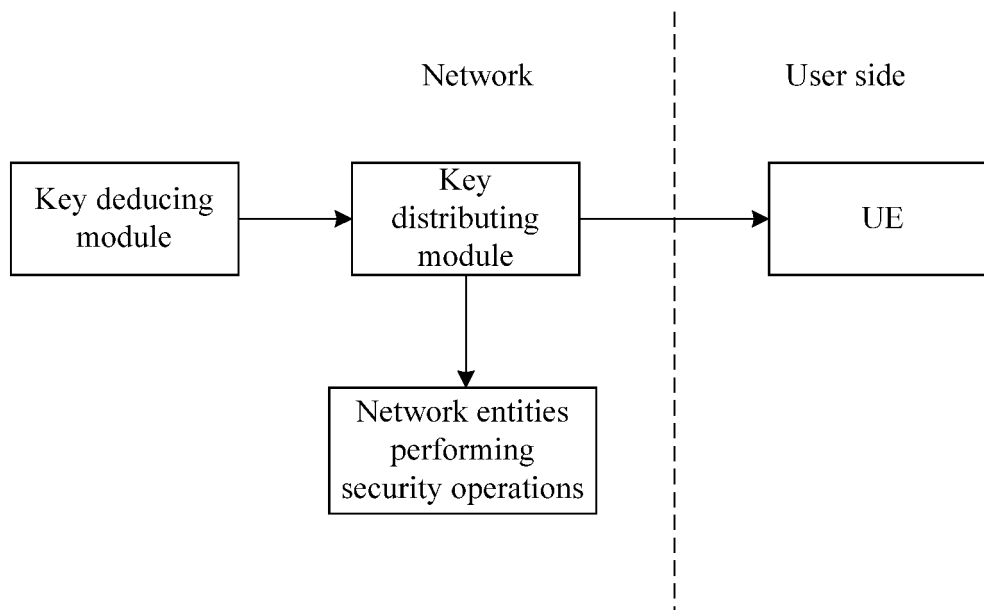 Network
User side
Key deducing
module
Key
distributing
module
UE
Network entities
performing
security operations